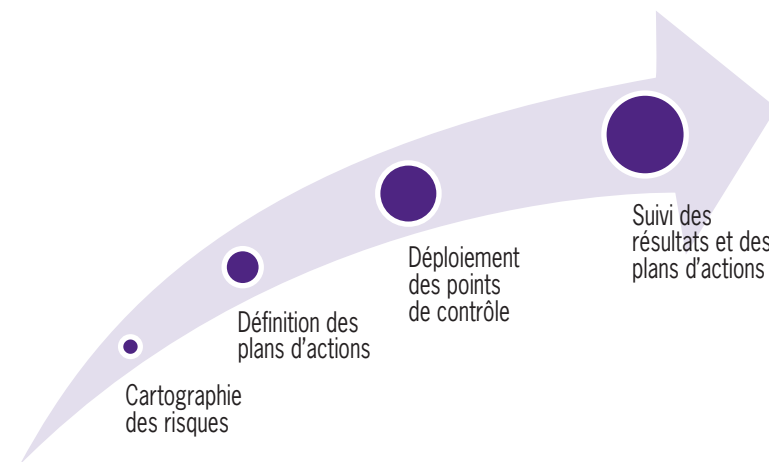 Cartographie
des risques
Définition des
plans d’actions
Déploiement
des points
de contrôle
Suivi des
résultats et des
plans d’actions